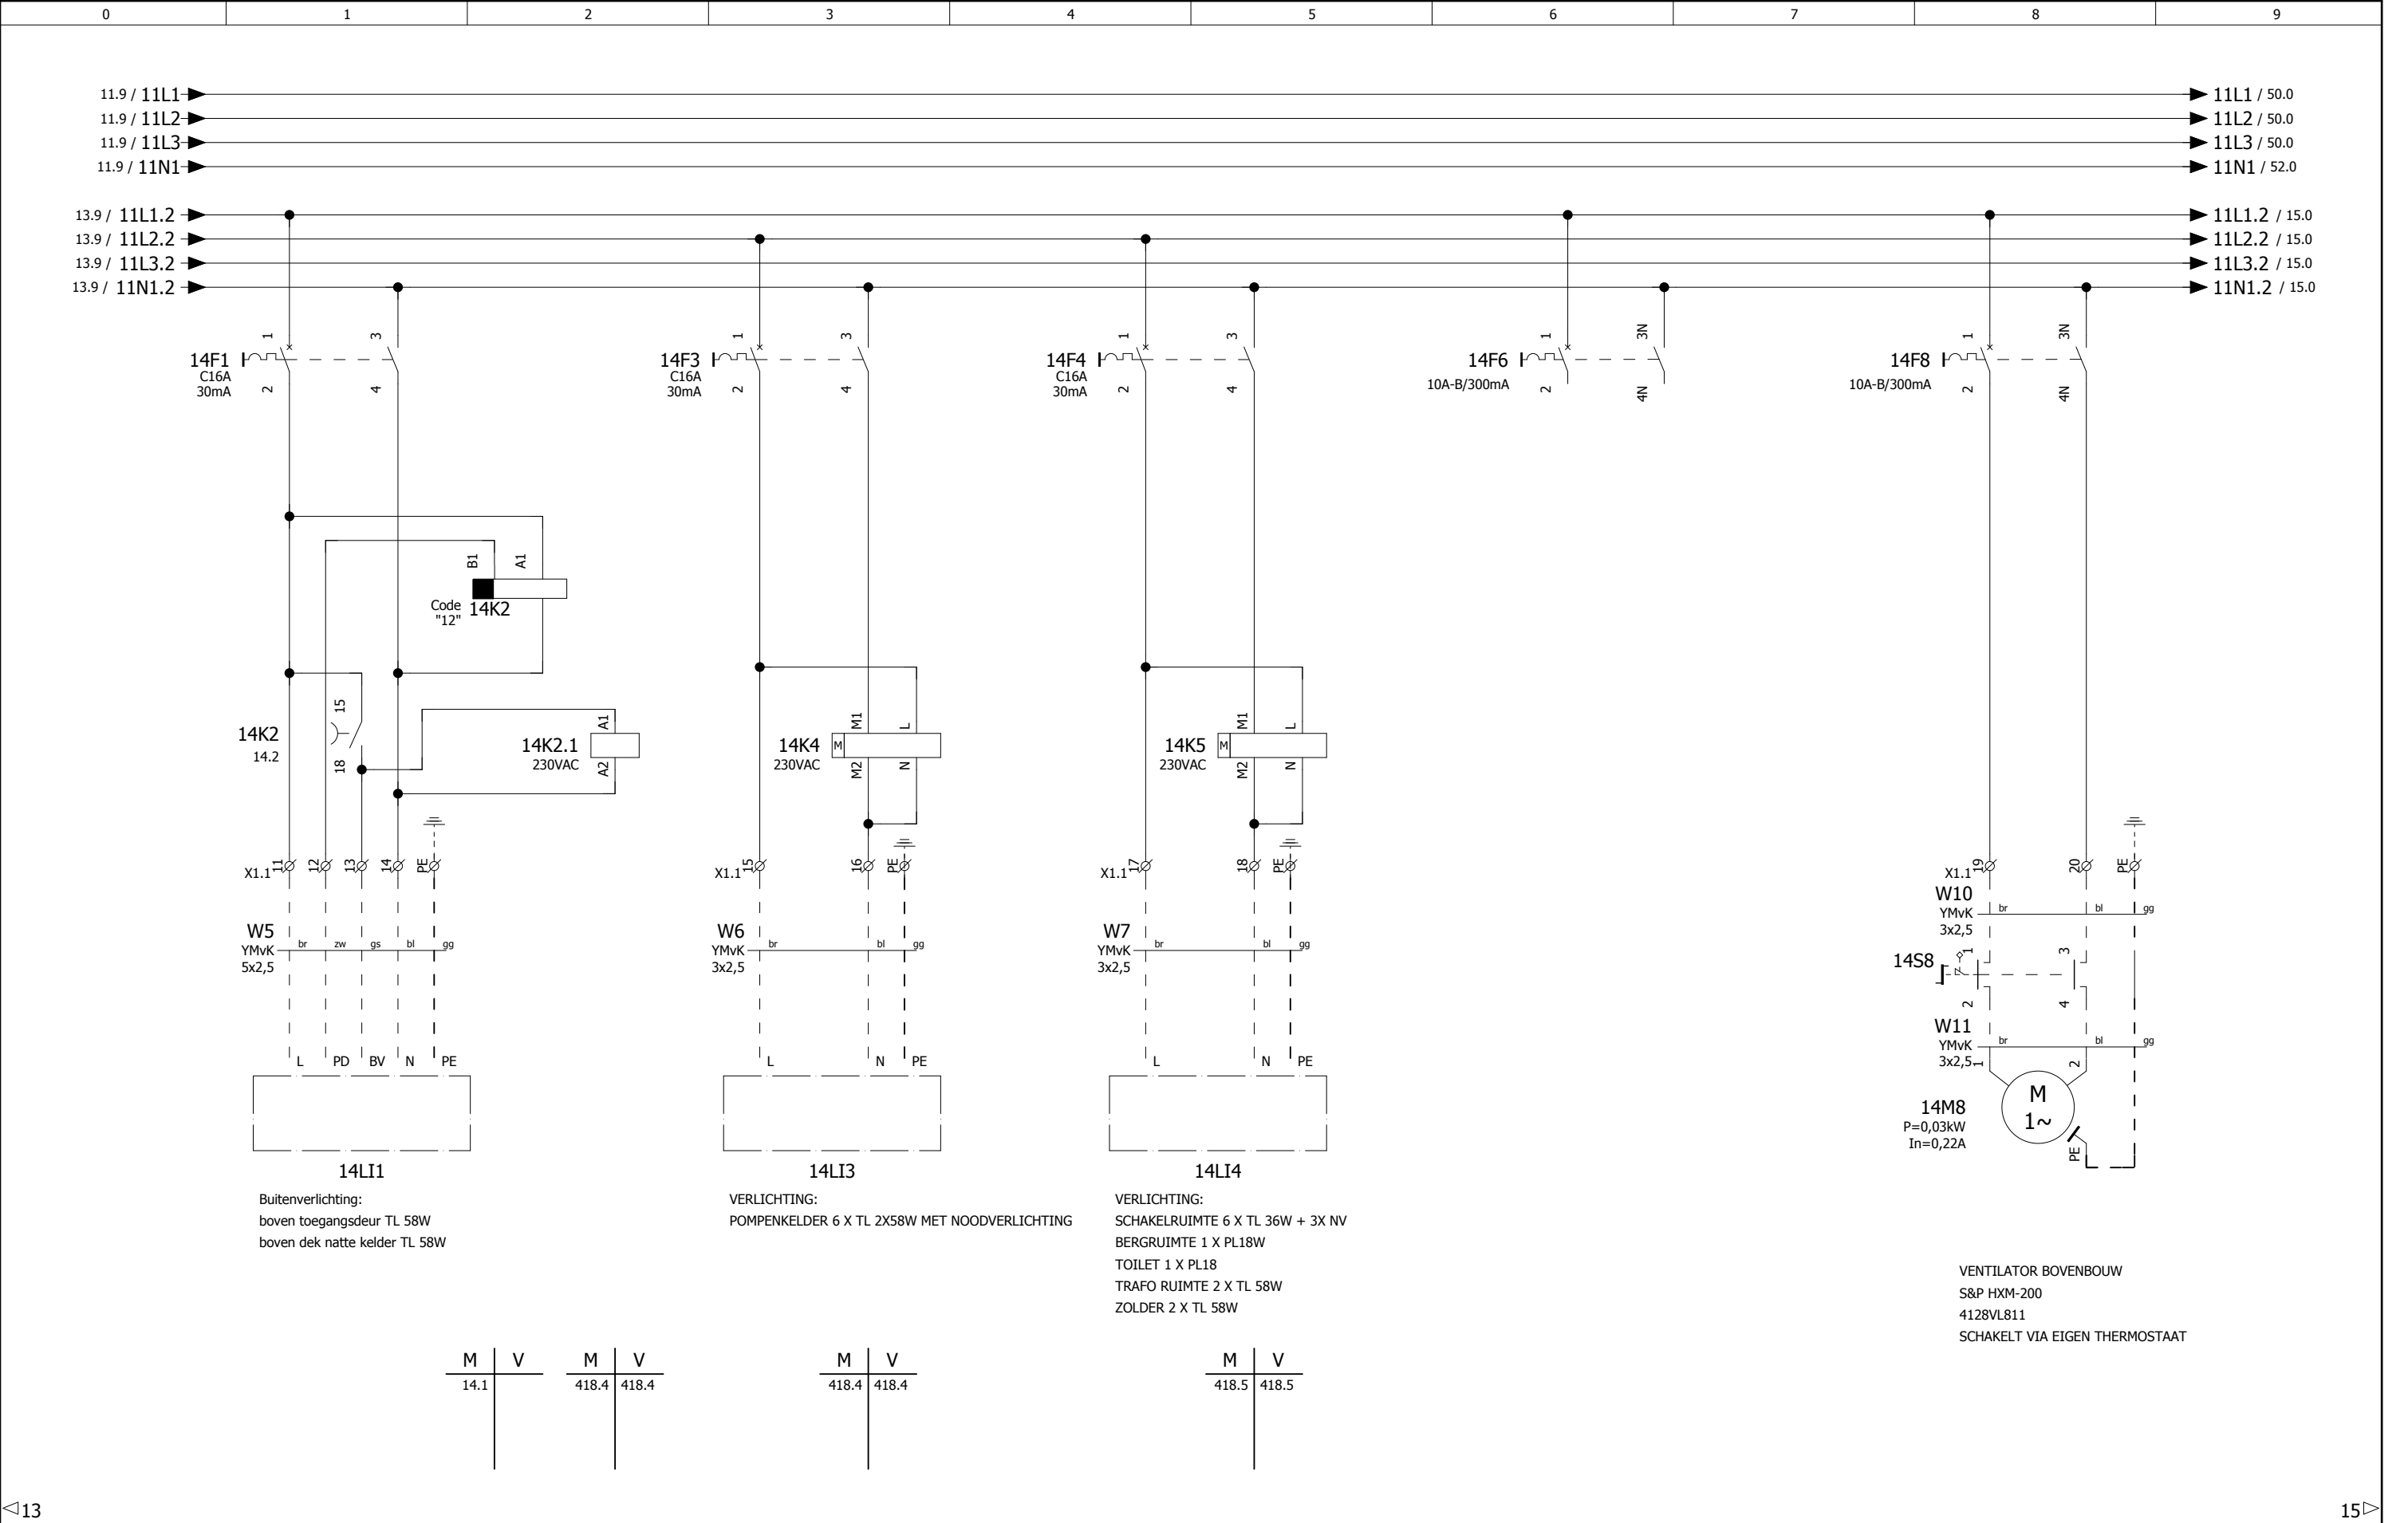 0 1 2 3 4 5 6 7 8 9
11.9 / 11L1 11L1 / 50.0
11.9 / 11L2 11L2 / 50.0
11.9 / 11L3 11L3 / 50.0
11.9 / 11N1 11N1 / 52.0
13.9 / 11L1.2 11L1.2 / 15.0
13.9 / 11L2.2 11L2.2 / 15.0
13.9 / 11L3.2 11L3.2 / 15.0
13.9 / 11N1.2 11N1.2 / 15.0
1 3 1 3 1 3 1 3N 1 3N
14F1 14F3 14F4 14F6 14F8
C16A C16A C16A 10A-B/300mA 10A-B/300mA
30mA 30mA 30mA
2 4 2 4 2 4 2 4N 2 4N
B1 A1
Code 14K2
"12"
15
14K2
14.2
18
A1
14K2.1
230VAC
A2
M1 L
14K4 M
230VAC
M2 N
M1 L
14K5 M
230VAC
M2 N
X1.1 11 12 13 14 PE
X1.1 15 16 PE
X1.1 17 18 PE
X1.1 19 20 PE
W5 br zw gs bl gg
YMvK
5x2,5
W6 br bl gg
YMvK
3x2,5
W7 br bl gg
YMvK
3x2,5
W10
YMvK br bl gg
3x2,5
14S8 1 3
2 4
W11
YMvK br bl gg
3x2,5 1 2
L PD BV N PE
L N PE
L N PE
M
1~
14M8
P=0,03kW
In=0,22A
PE
14LI1
Buitenverlichting:
boven toegangsdeur TL 58W
boven dek natte kelder TL 58W
14LI3
VERLICHTING:
POMPENKELDER 6 X TL 2X58W MET NOODVERLICHTING
14LI4
VERLICHTING:
SCHAKELRUIMTE 6 X TL 36W + 3X NV
BERGRUIMTE 1 X PL18W
TOILET 1 X PL18
TRAFO RUIMTE 2 X TL 58W
ZOLDER 2 X TL 58W
VENTILATOR BOVENBOUW
S&P HXM-200
4128VL811
SCHAKELT VIA EIGEN THERMOSTAAT
M V M V M V M V
14.1 418.4 418.4 418.4 418.4 418.5 418.5
13 15